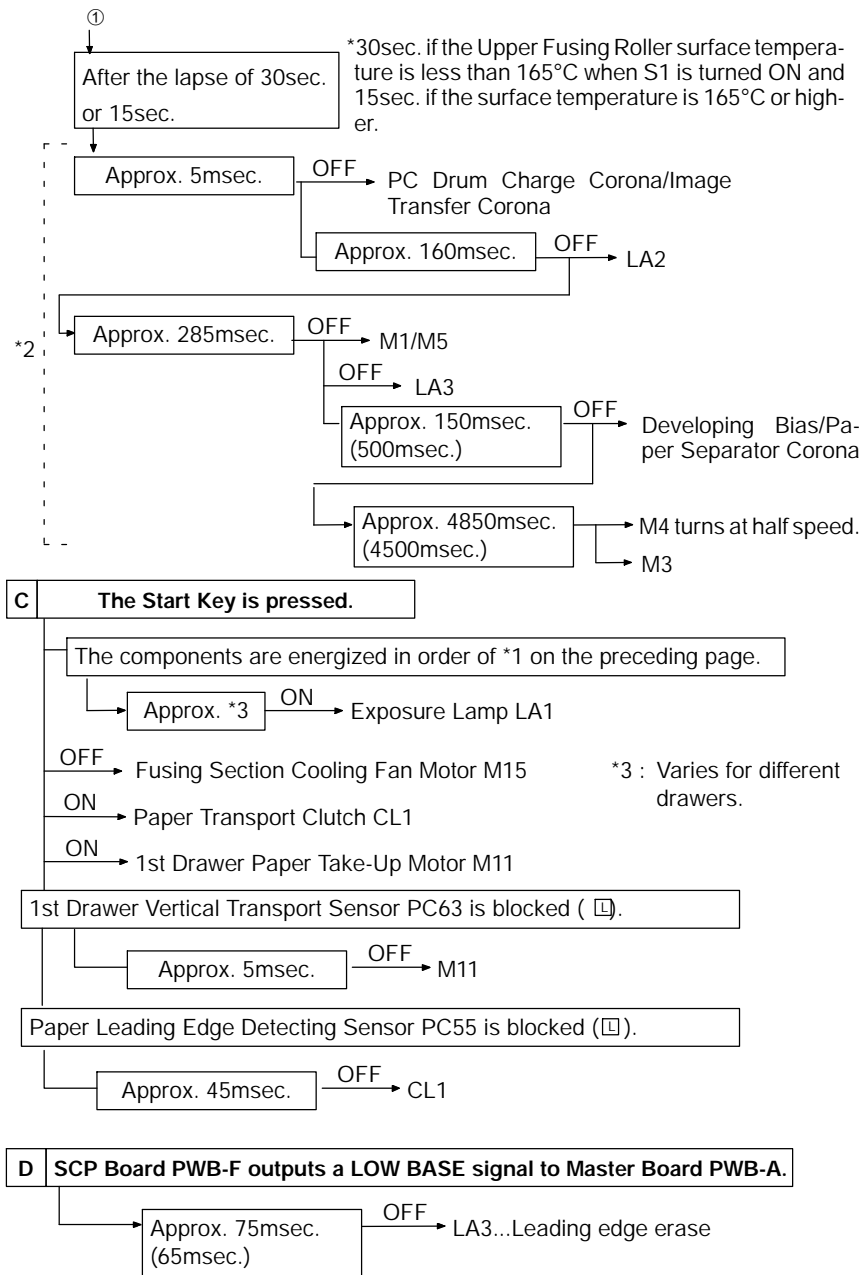 ①
After the lapse of 30sec.
or 15sec.
*30sec. if the Upper Fusing Roller surface tempera-
ture is less than 165°C when S1 is turned ON and
15sec. if the surface temperature is 165°C or high-
er.
*2
Approx. 5msec.
OFF
PC Drum Charge Corona/Image
Transfer Corona
Approx. 160msec.
OFF
LA2
Approx. 285msec.
OFF
M1/M5
OFF
LA3
Approx. 150msec.
(500msec.)
OFF
Developing Bias/Pa-
per Separator Corona
Approx. 4850msec.
(4500msec.)
M4 turns at half speed.
M3
C The Start Key is pressed.
The components are energized in order of *1 on the preceding page.
Approx. *3
ON
Exposure Lamp LA1
OFF
Fusing Section Cooling Fan Motor M15
*3 : Varies for different
drawers.
ON
Paper Transport Clutch CL1
ON
1st Drawer Paper Take-Up Motor M11
1st Drawer Vertical Transport Sensor PC63 is blocked ( L).
Approx. 5msec.
OFF
M11
Paper Leading Edge Detecting Sensor PC55 is blocked (L ).
Approx. 45msec.
OFF
CL1
D SCP Board PWB-F outputs a LOW BASE signal to Master Board PWB-A.
Approx. 75msec.
(65msec.)
OFF
LA3...Leading edge erase